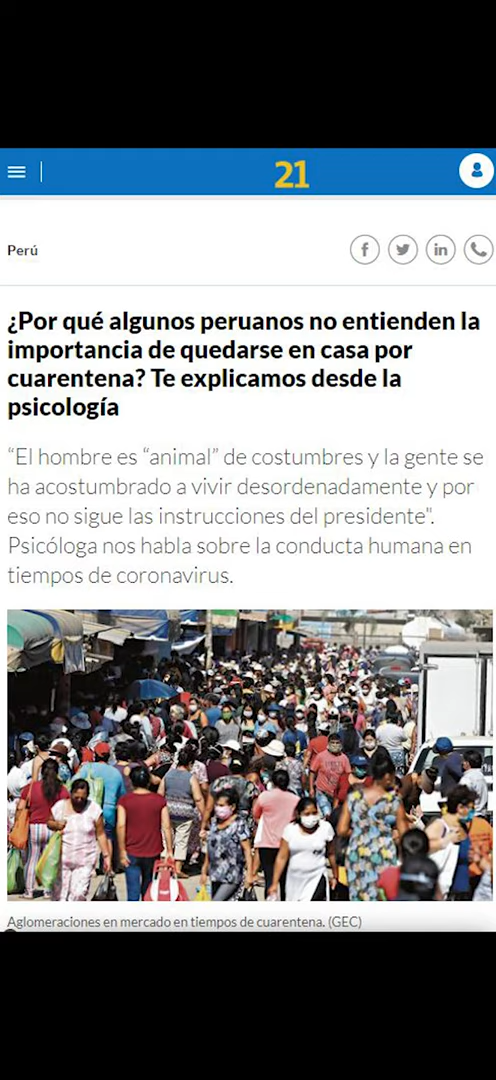 21
Perú
¿Por qué algunos peruanos no entienden la
importancia de quedarse en casa por
cuarentena? Te explicamos desde la
psicología
“El hombre es “animal” de costumbres y la gente se
ha acostumbrado a vivir desordenadamente y por
eso no sigue las instrucciones del presidente".
Psicóloga nos habla sobre la conducta humana en
tiempos de coronavirus.
Aglomeraciones en mercado en tiempos de cuarentena. (GEC)